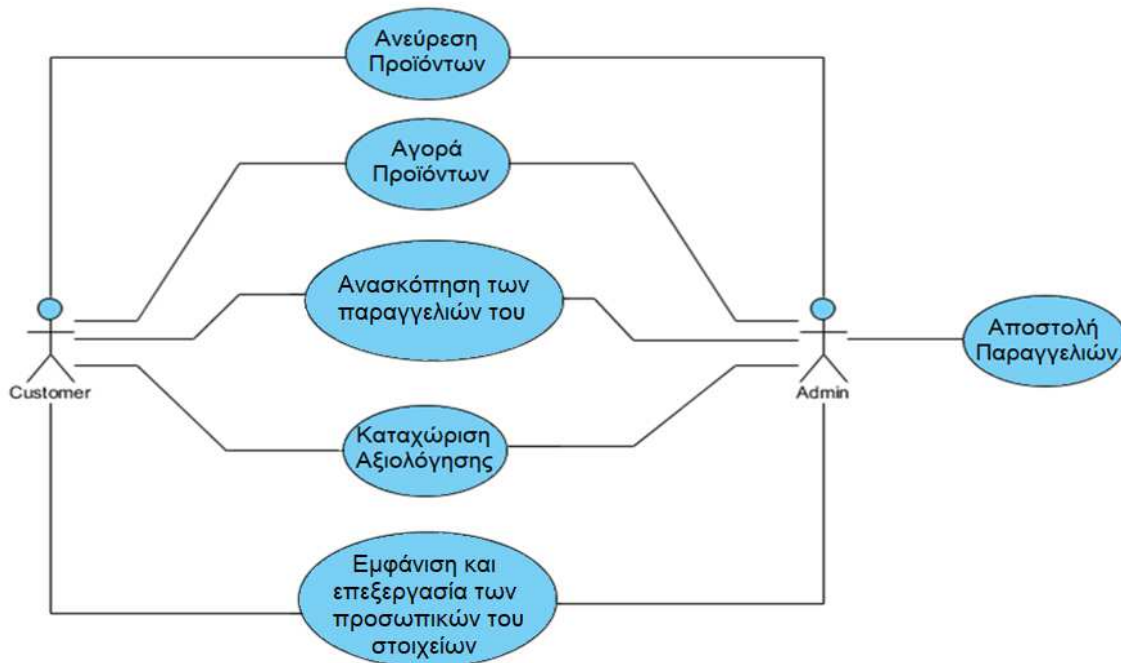 Ανεύρεση
Προϊόντων
Αγορά
Προϊόντων
Ανασκόπηση των
παραγγελιών του
Αποστολή
Παραγγελιών
Customer
Admin
Καταχώριση
Αξιολόγησης
Εμφάνιση και
επεξεργασία των
προσωπικών του
στοιχείων